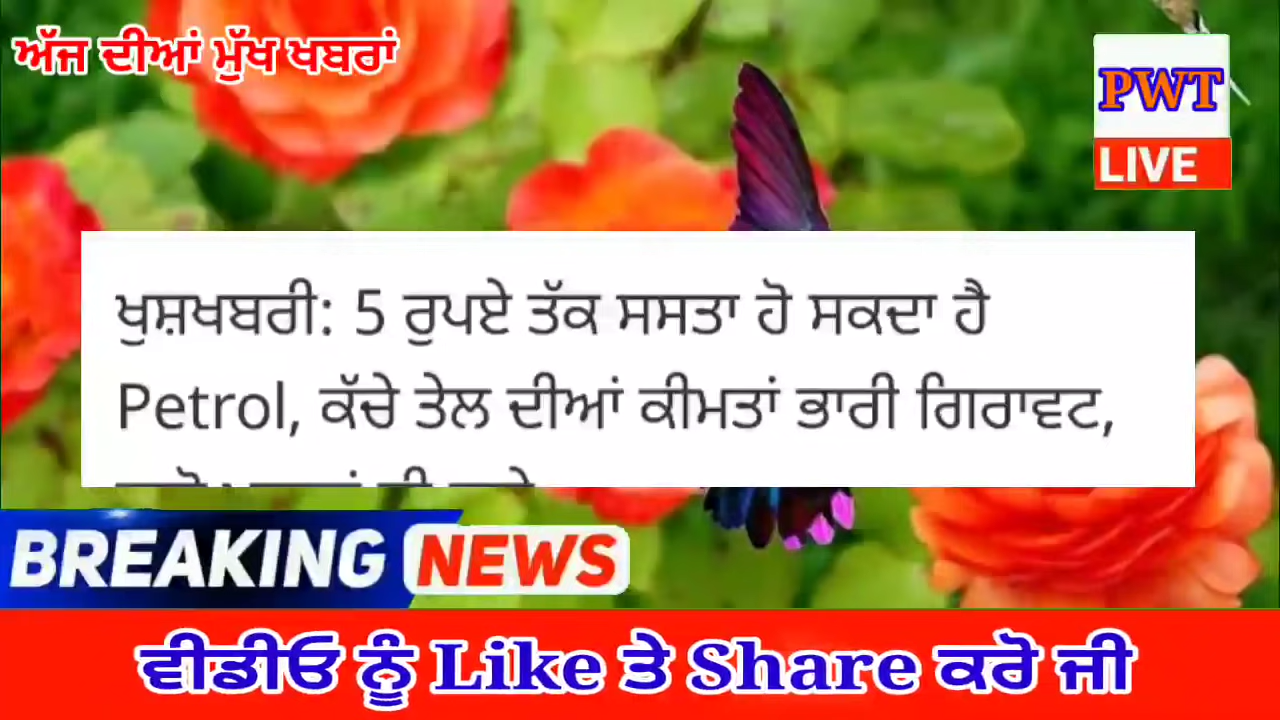 ਅੱਜ ਦੀਆਂ ਮੁੱਖ ਖਬਰਾਂ
PWT
LIVE
ਖੁਸ਼ਖਬਰੀ: 5 ਰੁਪਏ ਤੱਕ ਸਸਤਾ ਹੋ ਸਕਦਾ ਹੈ
Petrol, ਕੱਚੇ ਤੇਲ ਦੀਆਂ ਕੀਮਤਾਂ ਭਾਰੀ ਗਿਰਾਵਟ,
BREAKING NEWS
ਵੀਡੀਓ ਨੂੰ Like ਤੇ Share ਕਰੋ ਜੀ